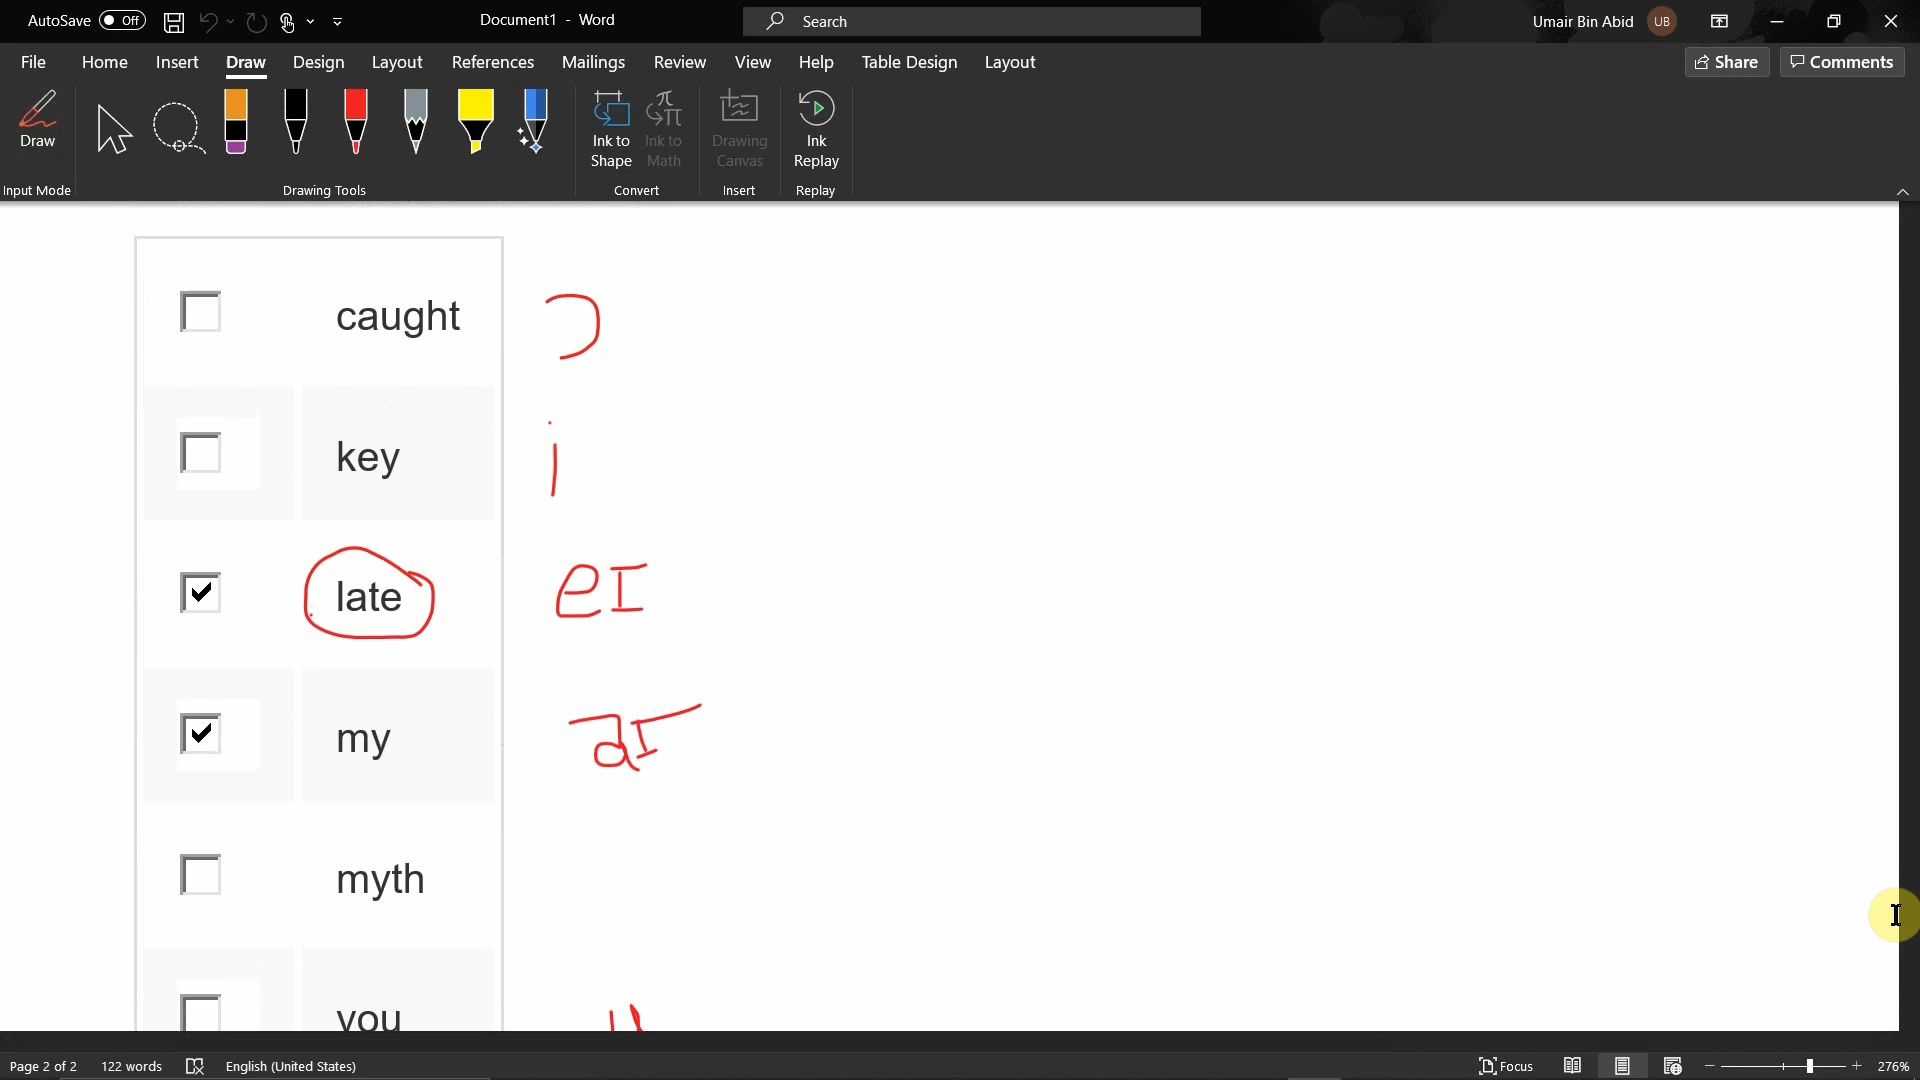 AutoSave Off Document1 - Word Search Umair Bin Abid UB
File Home Insert Draw Design Layout References Mailings Review View Help Table Design Layout Share Comments
Draw Ink to Shape Ink to Math Drawing Canvas Ink Replay
Input Mode Drawing Tools Convert Insert Replay
caught ɔ
key i
late eI
my aI
myth
you u
Page 2 of 2 122 words English (United States) Focus 276%